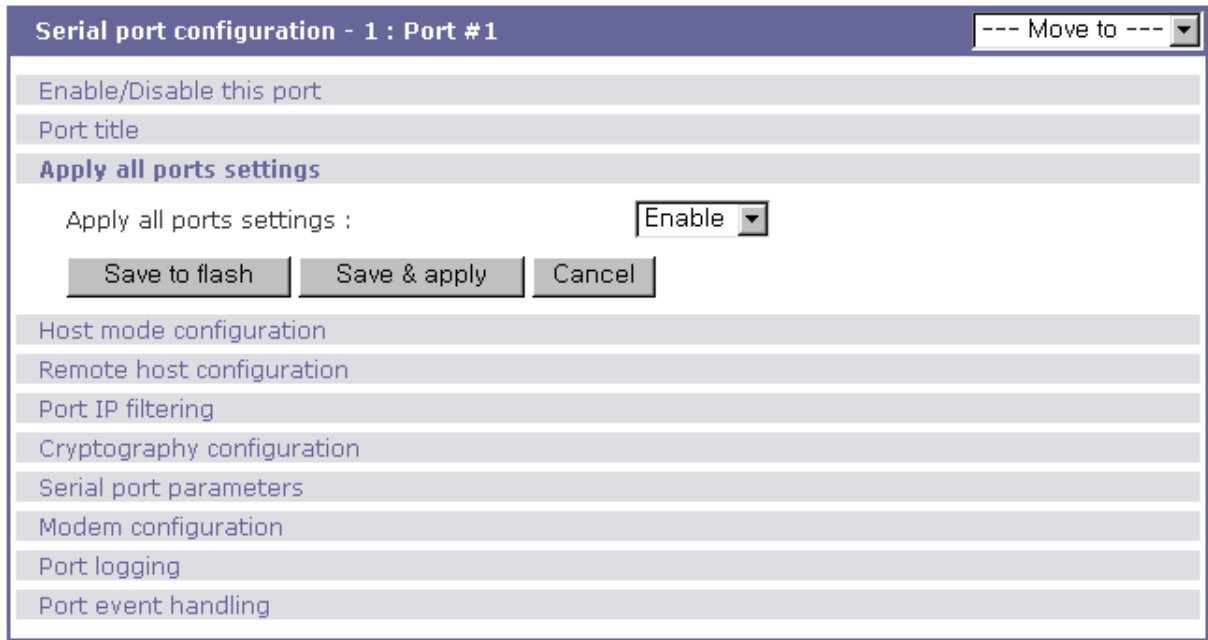 Serial port configuration - 1 : Port #1 --- Move to ---
Enable/Disable this port
Port title
Apply all ports settings
Apply all ports settings : Enable
Save to flash Save & apply Cancel
Host mode configuration
Remote host configuration
Port IP filtering
Cryptography configuration
Serial port parameters
Modem configuration
Port logging
Port event handling